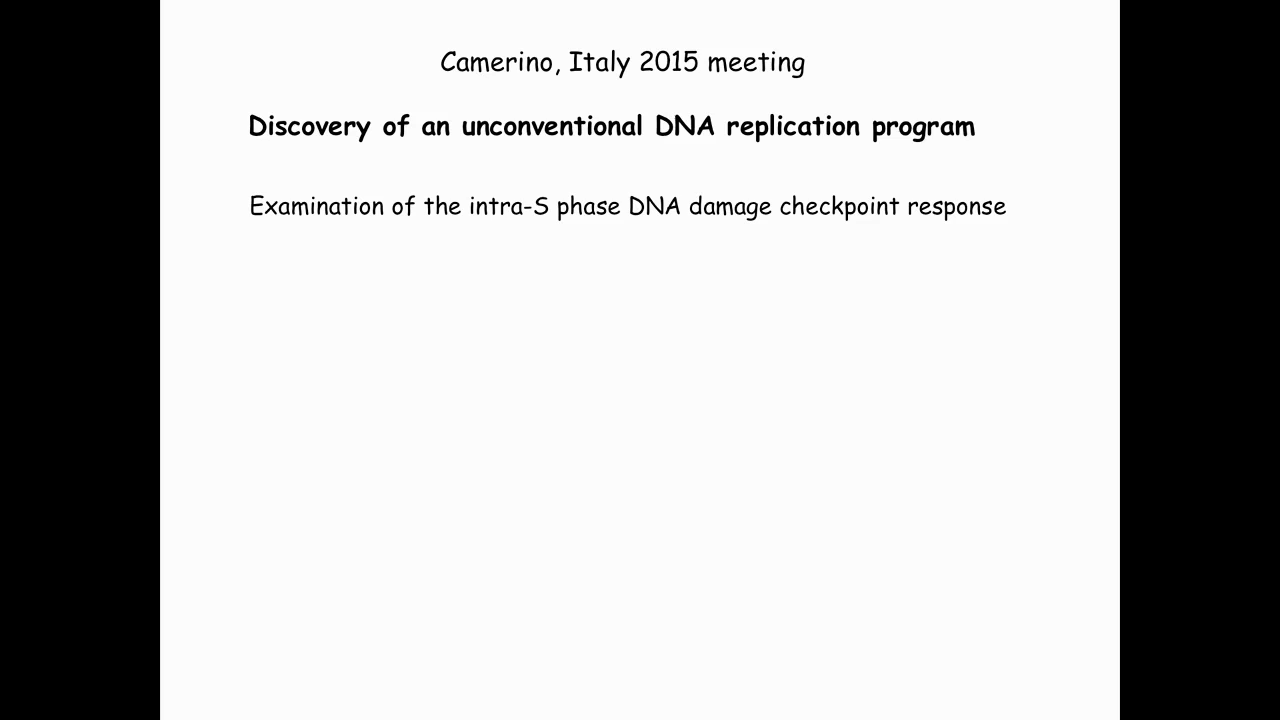 Camerino, Italy 2015 meeting
Discovery of an unconventional DNA replication program
Examination of the intra-S phase DNA damage checkpoint response